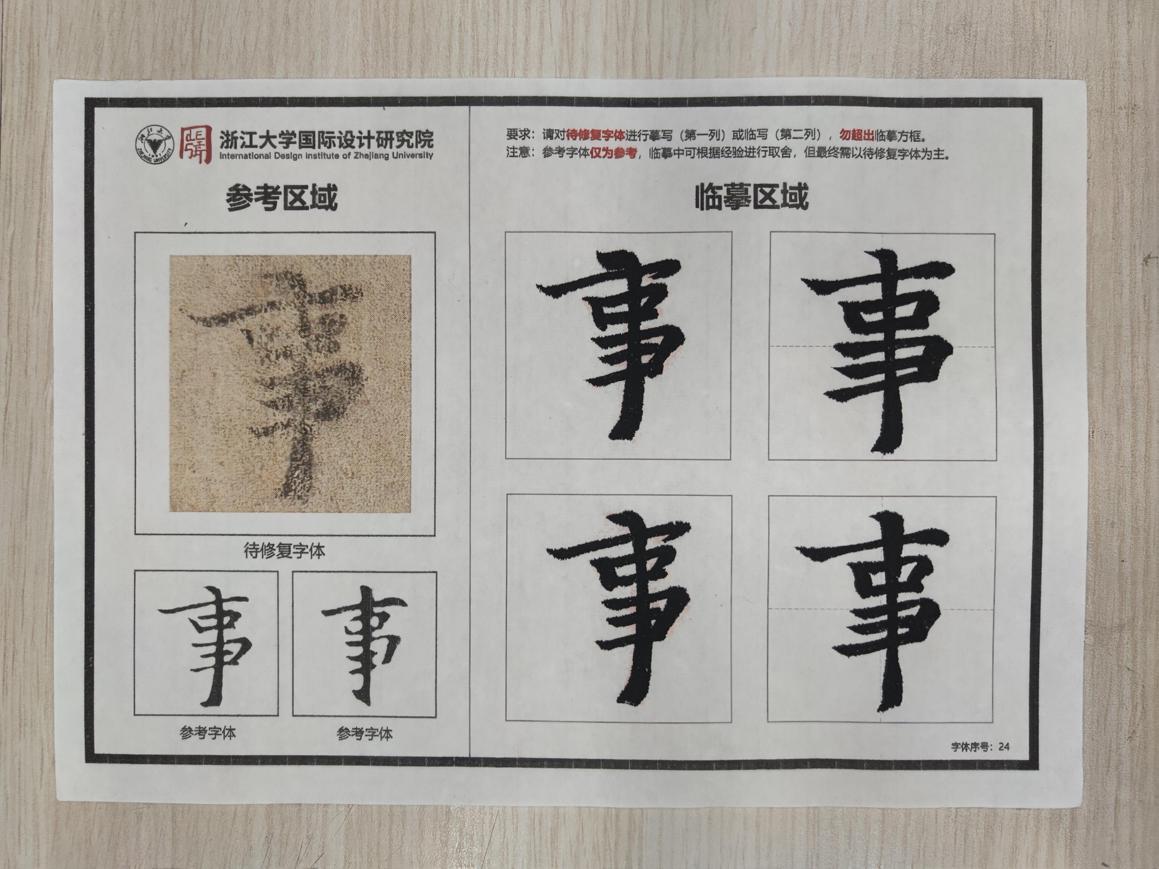 浙江大学国际设计研究院
International Design Institute of Zhejiang University
参考区域
事
待修复字体
事
参考字体
事
参考字体
要求：请对待修复字体进行摹写（第一列）或临写（第二列），勿超出临摹方框。
注意：参考字体仅为参考，临摹中可根据经验进行取舍，但最终需以待修复字体为主。
临摹区域
事
事
事
事
字体序号：24